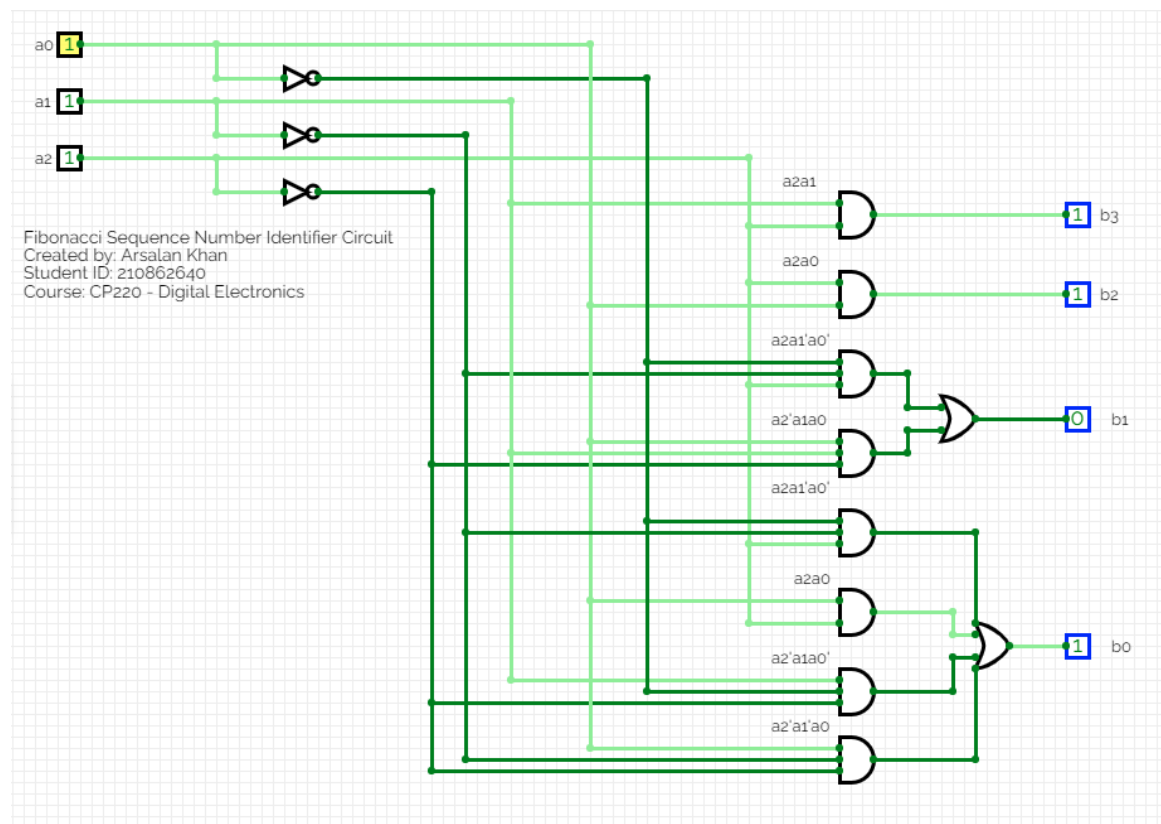 a0 1
a1 1
a2 1
a2a1
1 b3
Fibonacci Sequence Number Identifier Circuit
Created by: Arsalan Khan
Student ID: 210862640
Course: CP220 - Digital Electronics
a2a0
1 b2
a2a1'a0'
a2'a1a0
0 b1
a2a1'a0'
a2a0
1 b0
a2'a1a0'
a2'a1'a0